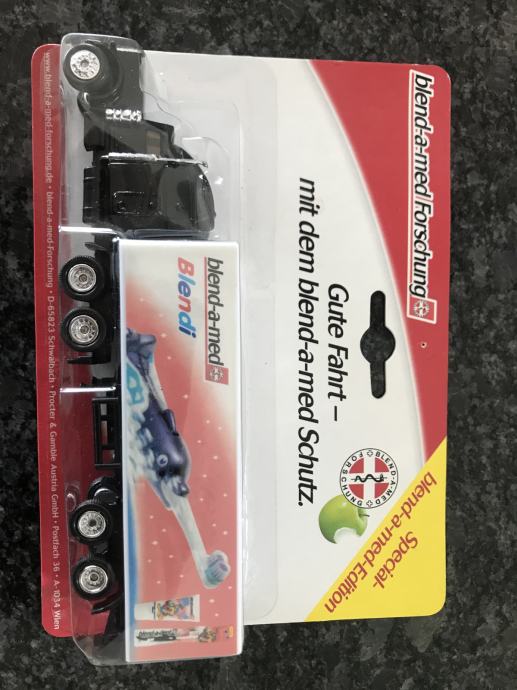 blend-a-med Forschung
Gute Fahrt –
mit dem blend-a-med Schutz.
BLEND-A-MED
FORSCHUNG
Special-
blend-a-med-Edition
blend-a-med
Blendi
www.blend-a-med-forschung.de • blend-a-med-Forschung • D-65823 Schwalbach • Procter & Gamble Austria GmbH • Postfach 36 • A-1034 Wien